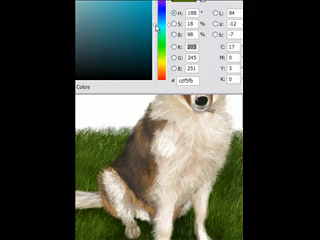 H: 188 ° L: 94
S: 18 % a: -12
B: 98 % b: -7
R: 205 C: 17
G: 245 M: 0
B: 251 Y: 3
# cdf5fb K: 0
Colors